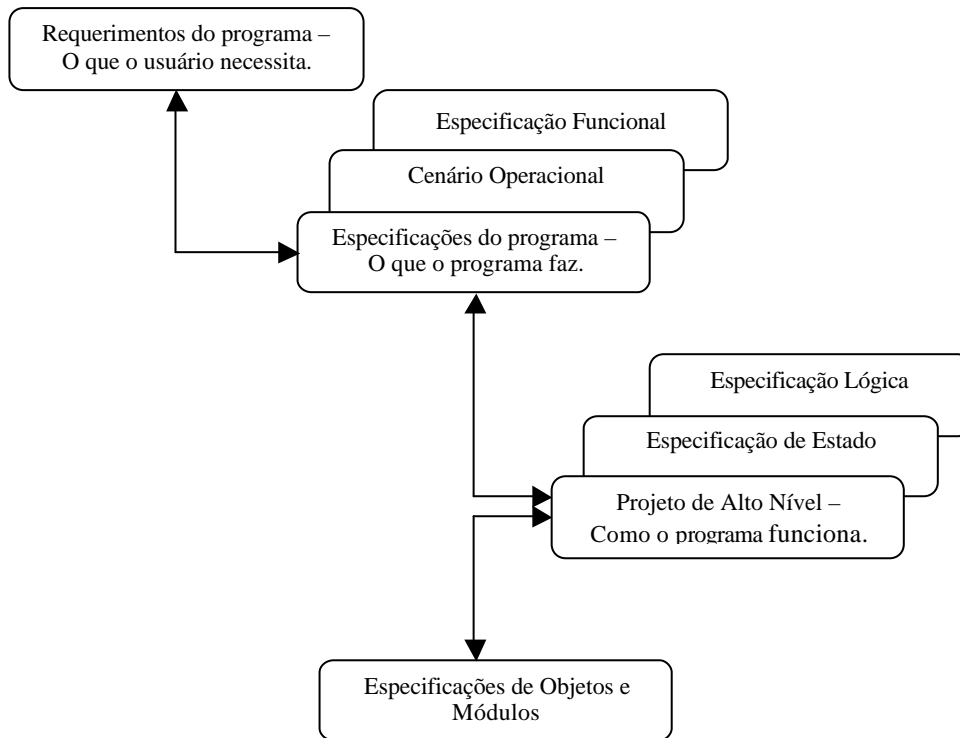 Requerimentos do programa –
O que o usuário necessita.
Especificação Funcional
Cenário Operacional
Especificações do programa –
O que o programa faz.
Especificação Lógica
Especificação de Estado
Projeto de Alto Nível –
Como o programa funciona.
Especificações de Objetos e
Módulos